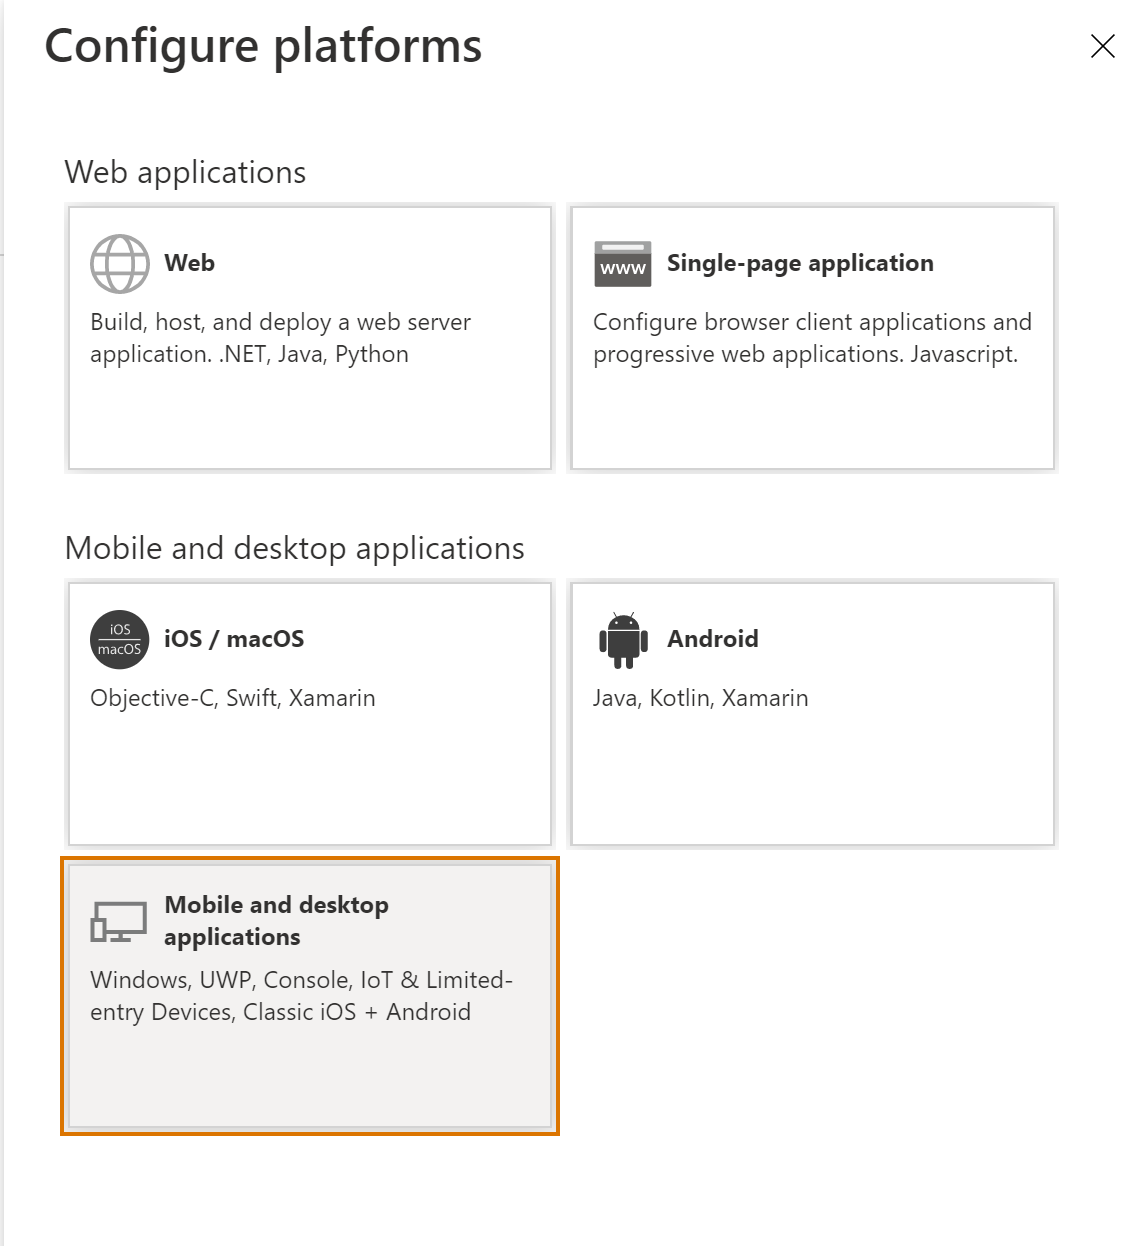 Configure platforms
Web applications
Web
Build, host, and deploy a web server
application. .NET, Java, Python
www
Single-page application
Configure browser client applications and
progressive web applications. Javascript.
Mobile and desktop applications
iOS
macOS
iOS / macOS
Objective-C, Swift, Xamarin
Android
Java, Kotlin, Xamarin
Mobile and desktop
applications
Windows, UWP, Console, IoT & Limited-
entry Devices, Classic iOS + Android